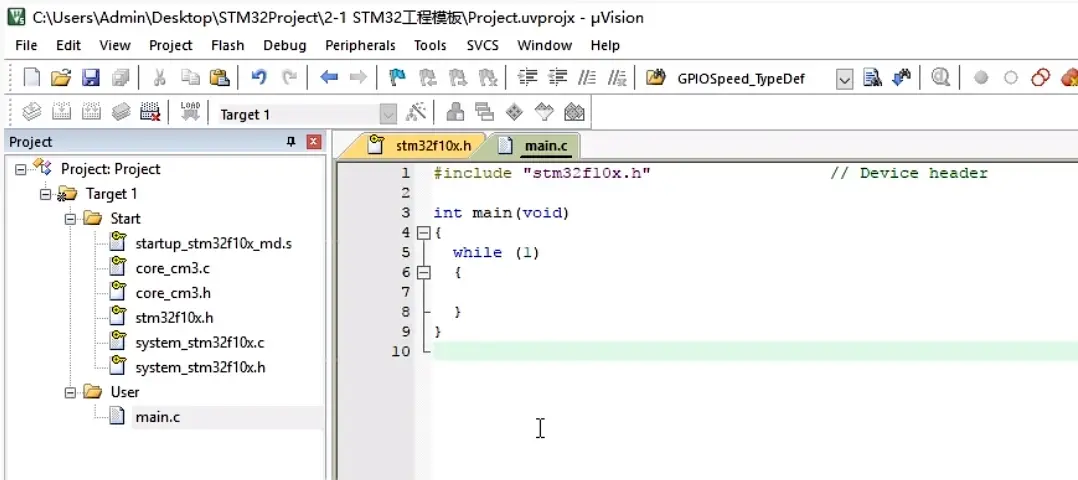 C:\Users\Admin\Desktop\STM32Project\2-1 STM32工程模板\Project.uvprojx - µVision
File Edit View Project Flash Debug Peripherals Tools SVCS Window Help
GPIOSpeed_TypeDef
LOAD Target 1
Project
Project: Project
Target 1
Start
startup_stm32f10x_md.s
core_cm3.c
core_cm3.h
stm32f10x.h
system_stm32f10x.c
system_stm32f10x.h
User
main.c
stm32f10x.h main.c
1 #include "stm32f10x.h" // Device header
2
3 int main(void)
4 {
5 while (1)
6 {
7
8 }
9 }
10